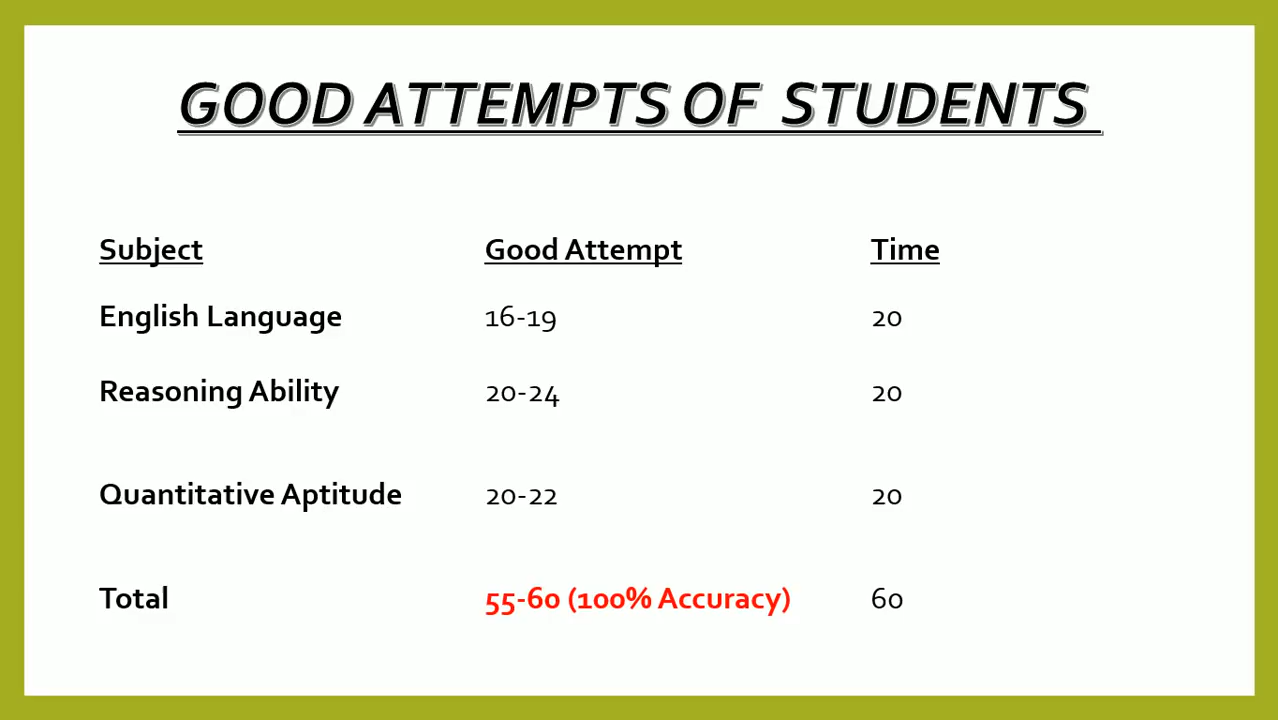 GOOD ATTEMPTS OF STUDENTS
Subject Good Attempt Time
English Language 16-19 20
Reasoning Ability 20-24 20
Quantitative Aptitude 20-22 20
Total 55-60 (100% Accuracy) 60